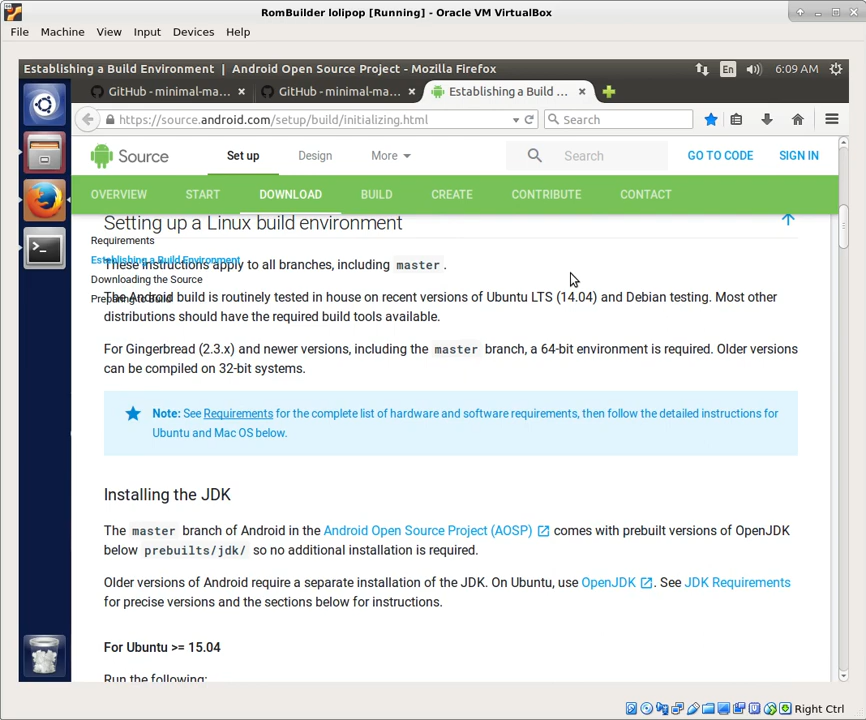 RomBuilder lolipop [Running] - Oracle VM VirtualBox
File Machine View Input Devices Help
Establishing a Build Environment | Android Open Source Project - Mozilla Firefox
En 6:09 AM
GitHub - minimal-ma... × GitHub - minimal-ma... × Establishing a Build ... ×
https://source.android.com/setup/build/initializing.html Search
Source Set up Design More Search GO TO CODE SIGN IN
OVERVIEW START DOWNLOAD BUILD CREATE CONTRIBUTE CONTACT
Setting up a Linux build environment
Requirements
Establishing a Build Environment
These instructions apply to all branches, including master.
Downloading the Source
Preparing to Build
The Android build is routinely tested in house on recent versions of Ubuntu LTS (14.04) and Debian testing. Most other
distributions should have the required build tools available.
For Gingerbread (2.3.x) and newer versions, including the master branch, a 64-bit environment is required. Older versions
can be compiled on 32-bit systems.
Note: See Requirements for the complete list of hardware and software requirements, then follow the detailed instructions for
Ubuntu and Mac OS below.
Installing the JDK
The master branch of Android in the Android Open Source Project (AOSP) comes with prebuilt versions of OpenJDK
below prebuilts/jdk/ so no additional installation is required.
Older versions of Android require a separate installation of the JDK. On Ubuntu, use OpenJDK. See JDK Requirements
for precise versions and the sections below for instructions.
For Ubuntu >= 15.04
Run the following:
Right Ctrl